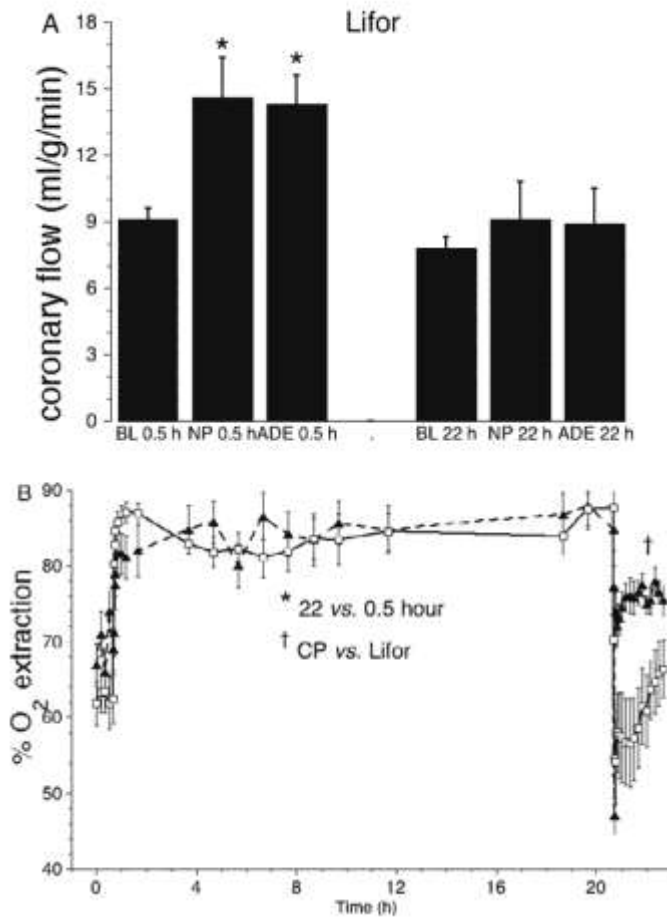 A
Lifor
coronary flow (ml/g/min)
18
15
12
9
6
3
0
* *
BL 0.5 h NP 0.5 h ADE 0.5 h BL 22 h NP 22 h ADE 22 h
B
% O2 extraction
90
80
70
60
50
40
†
* 22 vs. 0.5 hour
† CP vs. Lifor
0 4 8 12 16 20
Time (h)